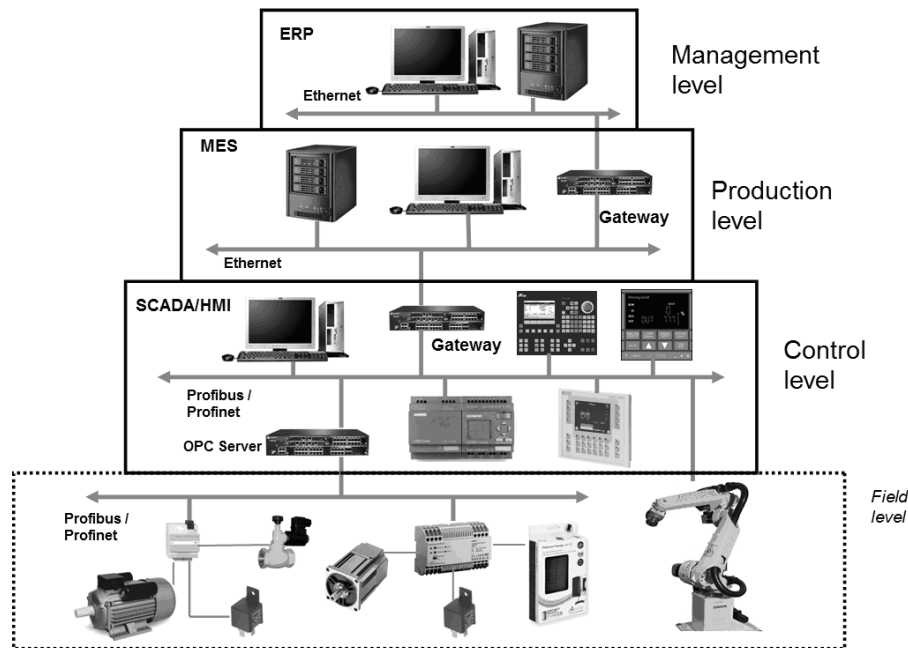 ERP
Management
level
Ethernet
MES
Production
level
Gateway
Ethernet
SCADA/HMI
Gateway
Control
level
Profibus /
Profinet
OPC Server
Field
level
Profibus /
Profinet